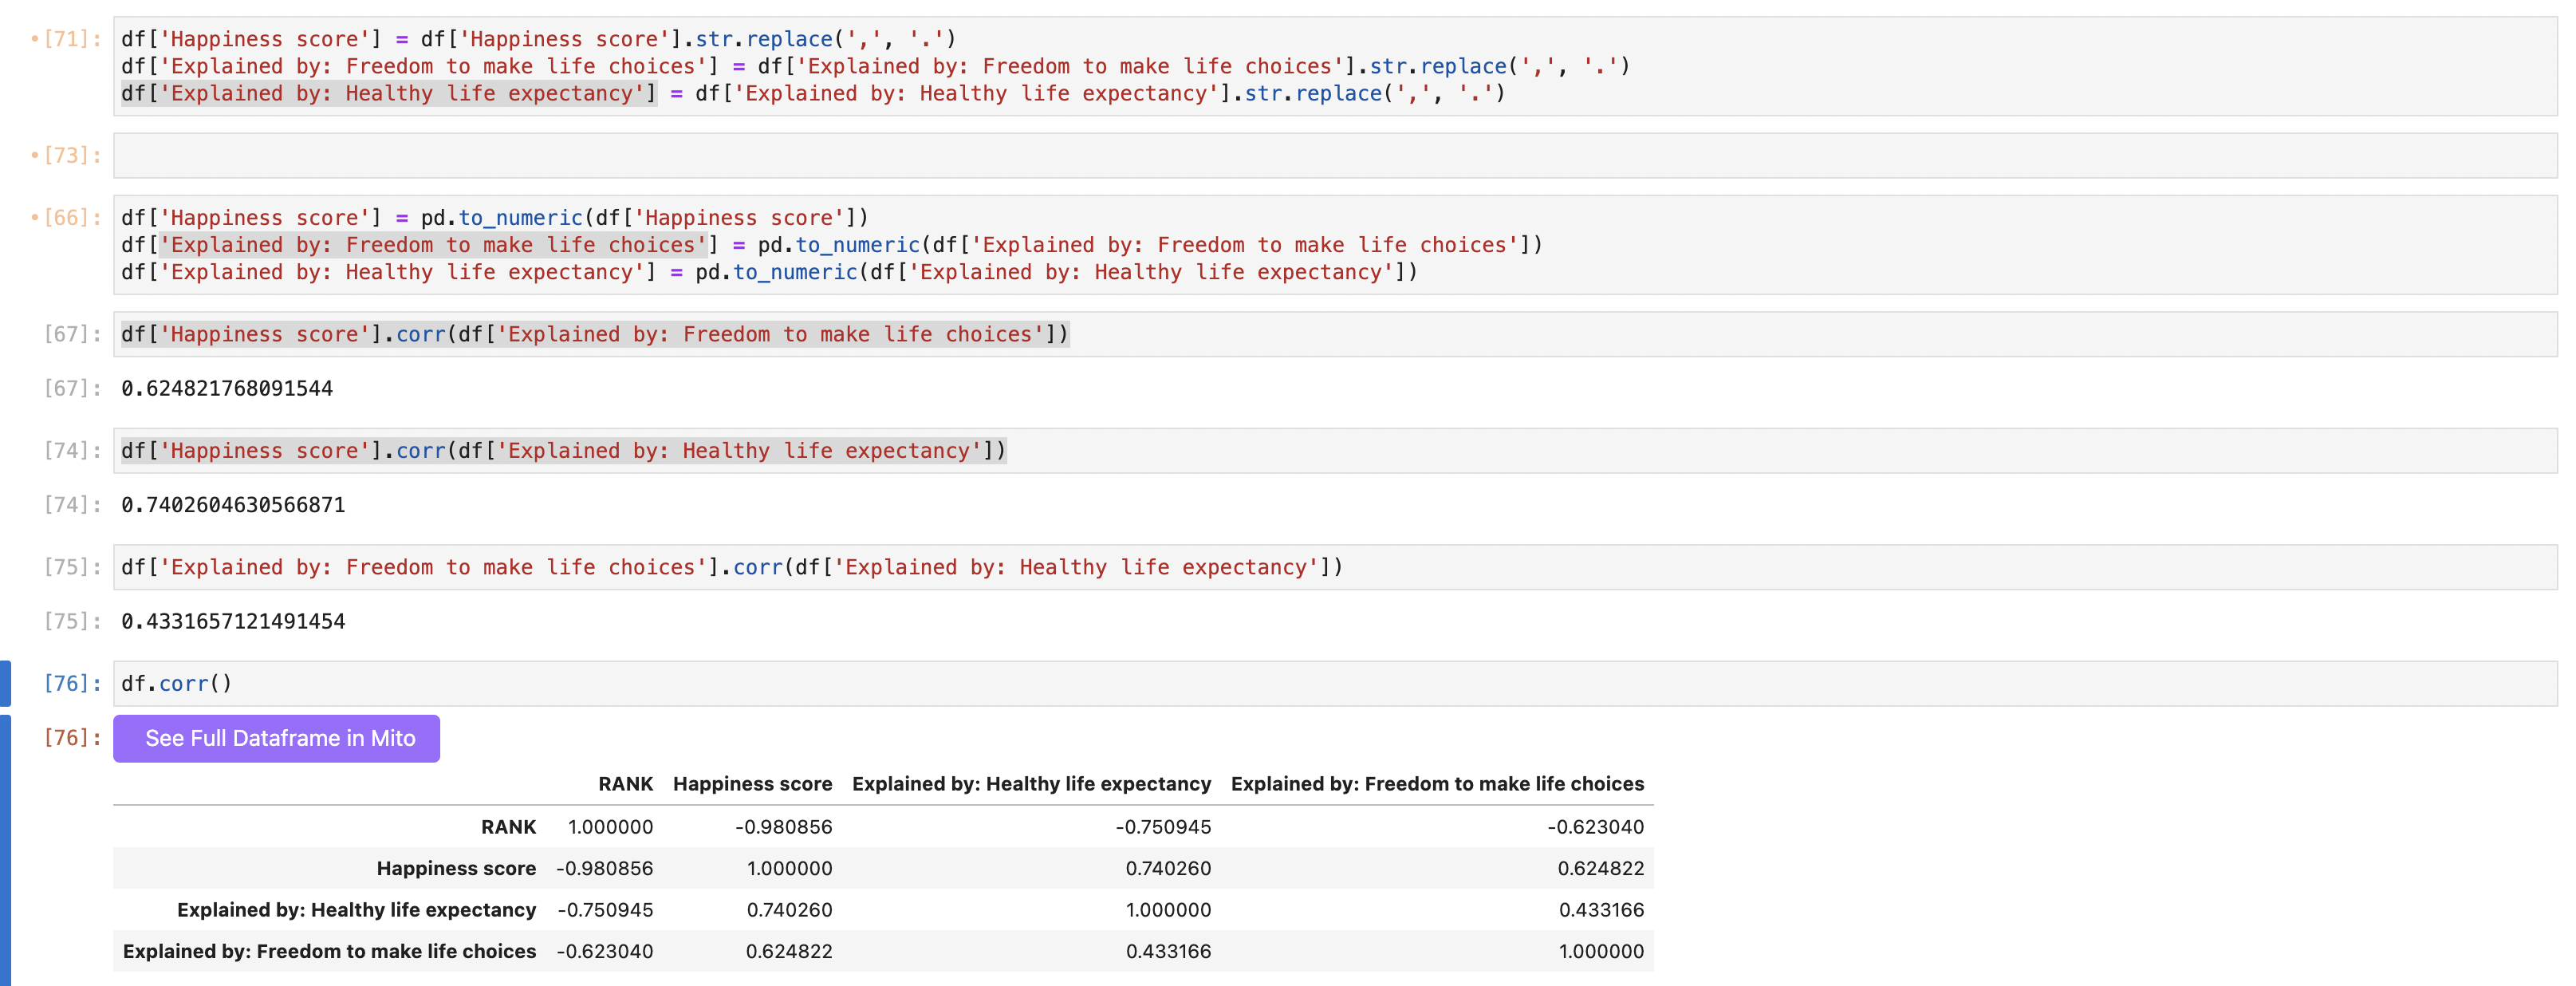 •[71]: df['Happiness score'] = df['Happiness score'].str.replace(',', '.')
df['Explained by: Freedom to make life choices'] = df['Explained by: Freedom to make life choices'].str.replace(',', '.')
df['Explained by: Healthy life expectancy'] = df['Explained by: Healthy life expectancy'].str.replace(',', '.')
•[73]:
•[66]: df['Happiness score'] = pd.to_numeric(df['Happiness score'])
df['Explained by: Freedom to make life choices'] = pd.to_numeric(df['Explained by: Freedom to make life choices'])
df['Explained by: Healthy life expectancy'] = pd.to_numeric(df['Explained by: Healthy life expectancy'])
[67]: df['Happiness score'].corr(df['Explained by: Freedom to make life choices'])
[67]: 0.624821768091544
[74]: df['Happiness score'].corr(df['Explained by: Healthy life expectancy'])
[74]: 0.7402604630566871
[75]: df['Explained by: Freedom to make life choices'].corr(df['Explained by: Healthy life expectancy'])
[75]: 0.4331657121491454
[76]: df.corr()
[76]: See Full Dataframe in Mito
RANK Happiness score Explained by: Healthy life expectancy Explained by: Freedom to make life choices
RANK 1.000000 -0.980856 -0.750945 -0.623040
Happiness score -0.980856 1.000000 0.740260 0.624822
Explained by: Healthy life expectancy -0.750945 0.740260 1.000000 0.433166
Explained by: Freedom to make life choices -0.623040 0.624822 0.433166 1.000000